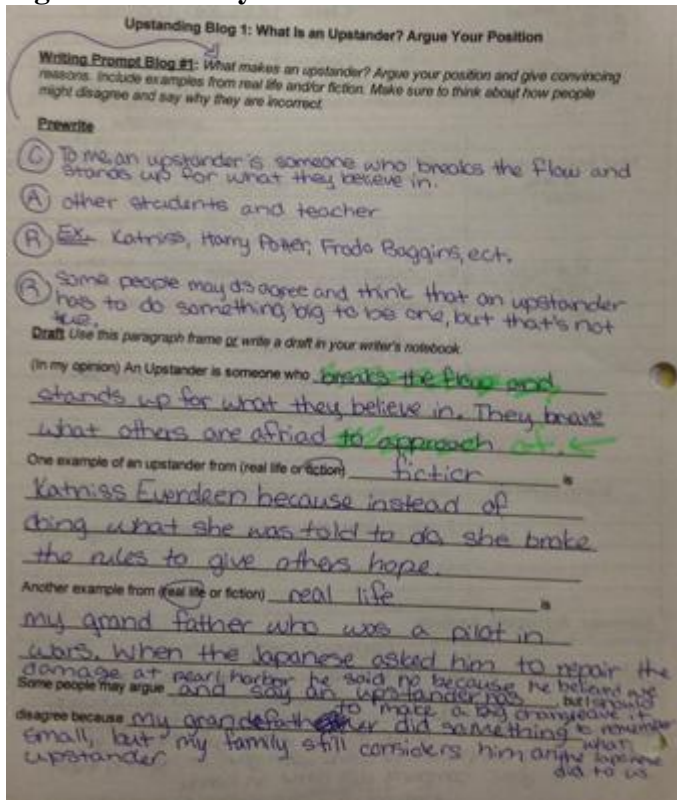 Upstanding Blog 1: What Is an Upstander? Argue Your Position
Writing Prompt Blog #1: What makes an upstander? Argue your position and give convincing
reasons. Include examples from real life and/or fiction. Make sure to think about how people
might disagree and say why they are incorrect.
Prewrite
C To me an upstander is someone who breaks the flow and
stands up for what they believe in.
A other students and teacher
R Ex. Katniss, Harry Potter, Frodo Baggins, ect.
R Some people may disagree and think that an upstander
has to do something big to be one, but that's not
true.
Draft Use this paragraph frame or write a draft in your writer's notebook.
(In my opinion) An Upstander is someone who breaks the flow and
stands up for what they believe in. They brave
what others are afriad to approach at.
One example of an upstander from (real life or fiction) fiction is
Katniss Everdeen because instead of
doing what she was told to do, she broke
the rules to give others hope.
Another example from (real life or fiction) real life is
my grand father who was a pilot in
wars. When the Japanese asked him to repair the
damage at pearl harbor he said no because he believed we
should leave it to remember what the Japanese did to us
Some people may argue and say an upstander has to make a big change but I
disagree because my grandefather did something
small, but my family still considers him an
upstander